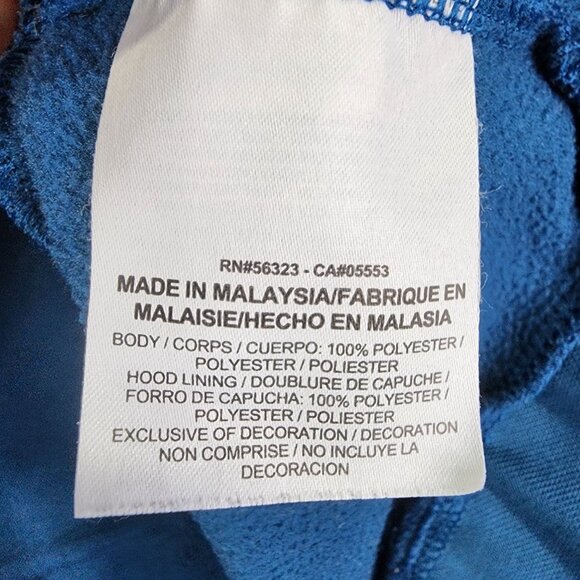 RN#56323 - CA#05553
MADE IN MALAYSIA/FABRIQUE EN
MALAISIE/HECHO EN MALASIA
BODY / CORPS / CUERPO: 100% POLYESTER /
POLYESTER / POLIESTER
HOOD LINING / DOUBLURE DE CAPUCHE /
FORRO DE CAPUCHA: 100% POLYESTER /
POLYESTER / POLIESTER
EXCLUSIVE OF DECORATION / DECORATION
NON COMPRISE / NO INCLUYE LA
DECORACION